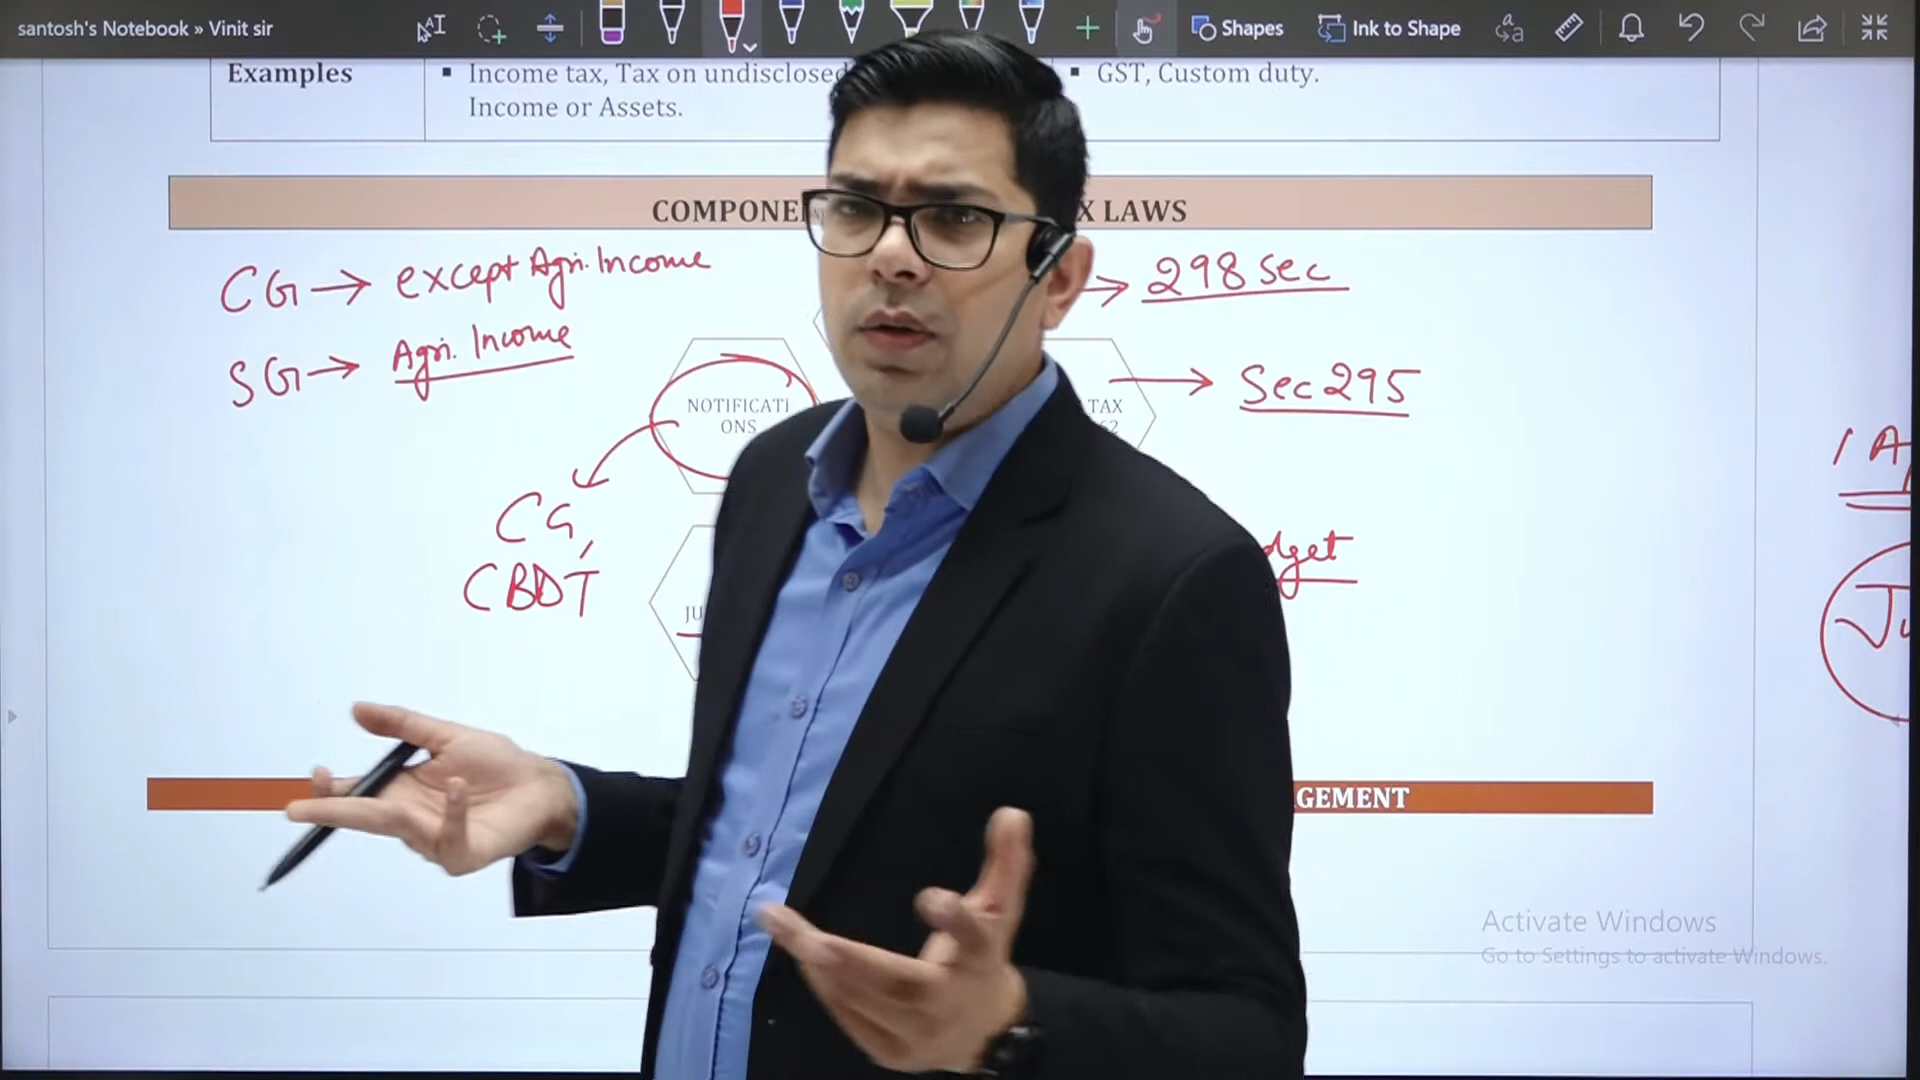 santosh's Notebook » Vinit sir
Shapes
Ink to Shape
Examples
▪ Income tax, Tax on undisclosed
Income or Assets.
▪ GST, Custom duty.
X LAWS
CG → except Agri. Income
→ 298 Sec
SG → Agri. Income
→ Sec 295
NOTIFICATI
ONS
TAX
CG,
CBDT
GEMENT
Activate Windows
Go to Settings to activate Windows.